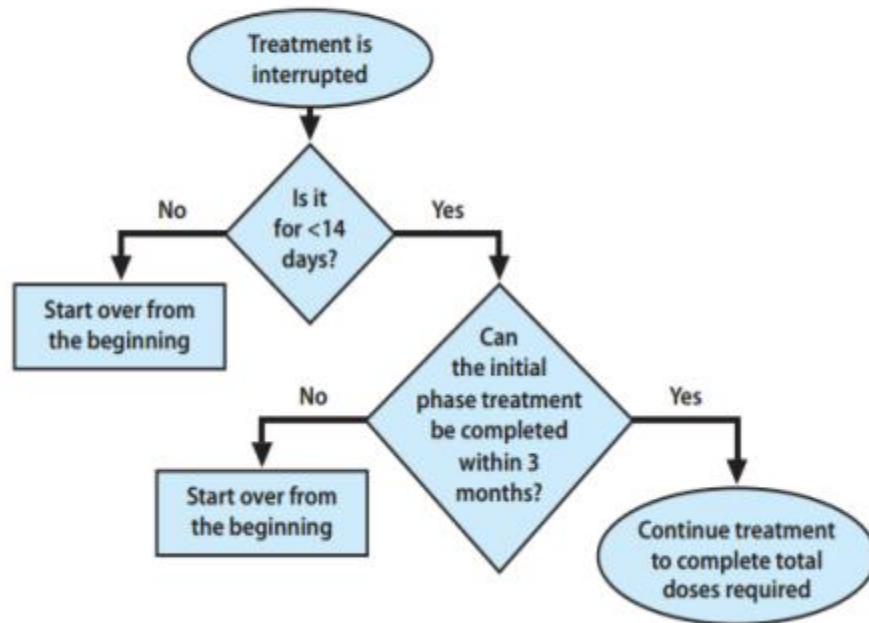 Treatment is
interrupted
Is it
for <14
days?
No
Yes
Start over from
the beginning
Can
the initial
phase treatment
be completed
within 3
months?
No
Yes
Start over from
the beginning
Continue treatment
to complete total
doses required